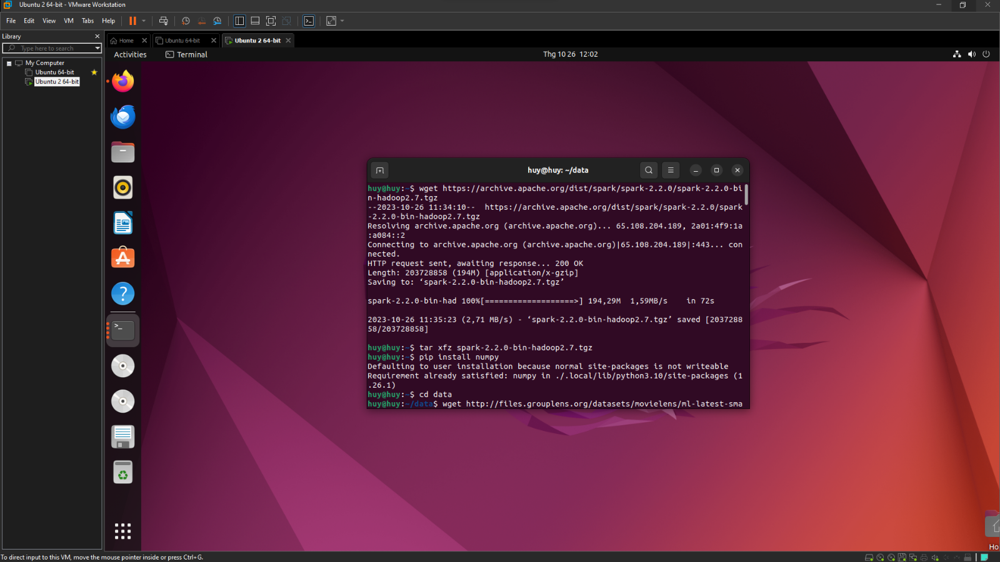 Ubuntu 2 64-bit - VMware Workstation
File Edit View VM Tabs Help
Library
Type here to search
My Computer
Ubuntu 64-bit
Ubuntu 2 64-bit
Home
Ubuntu 64-bit
Ubuntu 2 64-bit
Activities
Terminal
Thg 10 26 12:02
huy@huy: ~/data
huy@huy:~$ wget https://archive.apache.org/dist/spark/spark-2.2.0/spark-2.2.0-bi
n-hadoop2.7.tgz
--2023-10-26 11:34:10-- https://archive.apache.org/dist/spark/spark-2.2.0/spark
-2.2.0-bin-hadoop2.7.tgz
Resolving archive.apache.org (archive.apache.org)... 65.108.204.189, 2a01:4f9:1a
:a084::2
Connecting to archive.apache.org (archive.apache.org)|65.108.204.189|:443... con
nected.
HTTP request sent, awaiting response... 200 OK
Length: 203728858 (194M) [application/x-gzip]
Saving to: ‘spark-2.2.0-bin-hadoop2.7.tgz’
spark-2.2.0-bin-had 100%[===================>] 194,29M 1,59MB/s in 72s
2023-10-26 11:35:23 (2,71 MB/s) - ‘spark-2.2.0-bin-hadoop2.7.tgz’ saved [2037288
58/203728858]
huy@huy:~$ tar xfz spark-2.2.0-bin-hadoop2.7.tgz
huy@huy:~$ pip install numpy
Defaulting to user installation because normal site-packages is not writeable
Requirement already satisfied: numpy in ./.local/lib/python3.10/site-packages (1
.26.1)
huy@huy:~$ cd data
huy@huy:~/data$ wget http://files.grouplens.org/datasets/movielens/ml-latest-sma
Ho
To direct input to this VM, move the mouse pointer inside or press Ctrl+G.